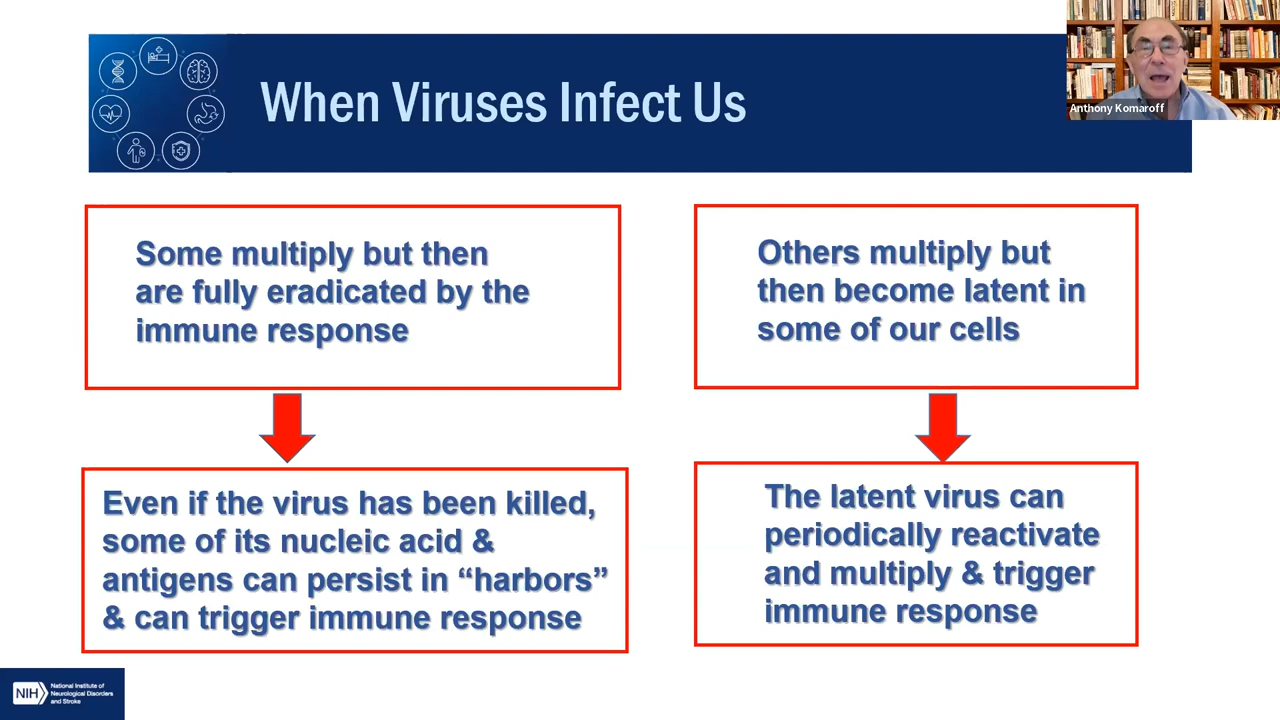 When Viruses Infect Us
Anthony Komaroff
Some multiply but then
are fully eradicated by the
immune response
Others multiply but
then become latent in
some of our cells
Even if the virus has been killed,
some of its nucleic acid &
antigens can persist in “harbors”
& can trigger immune response
The latent virus can
periodically reactivate
and multiply & trigger
immune response
NIH
National Institute of
Neurological Disorders
and Stroke